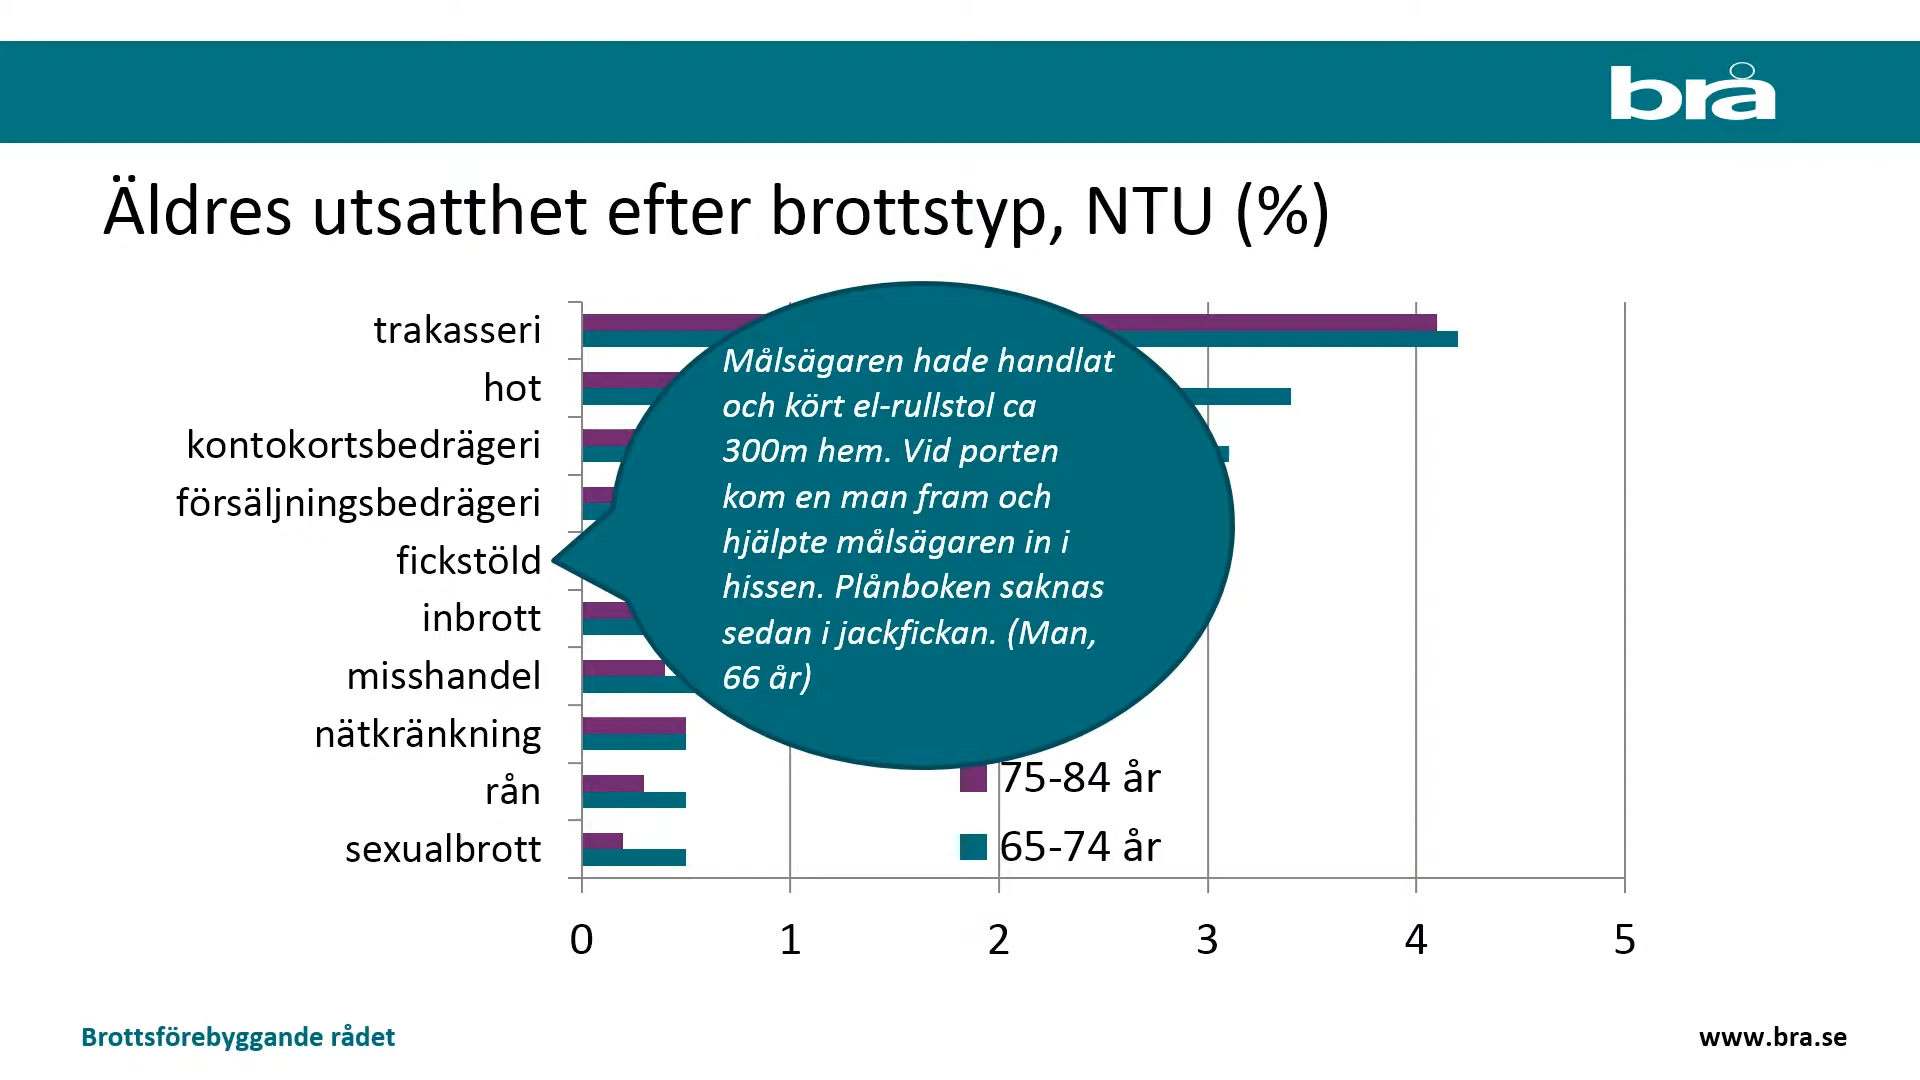 brå
Äldres utsatthet efter brottstyp, NTU (%)
trakasseri
hot
kontokortsbedrägeri
försäljningsbedrägeri
fickstöld
inbrott
misshandel
nätkränkning
rån
sexualbrott
Målsägaren hade handlat
och kört el-rullstol ca
300m hem. Vid porten
kom en man fram och
hjälpte målsägaren in i
hissen. Plånboken saknas
sedan i jackfickan. (Man,
66 år)
75-84 år
65-74 år
0 1 2 3 4 5
Brottsförebyggande rådet
www.bra.se